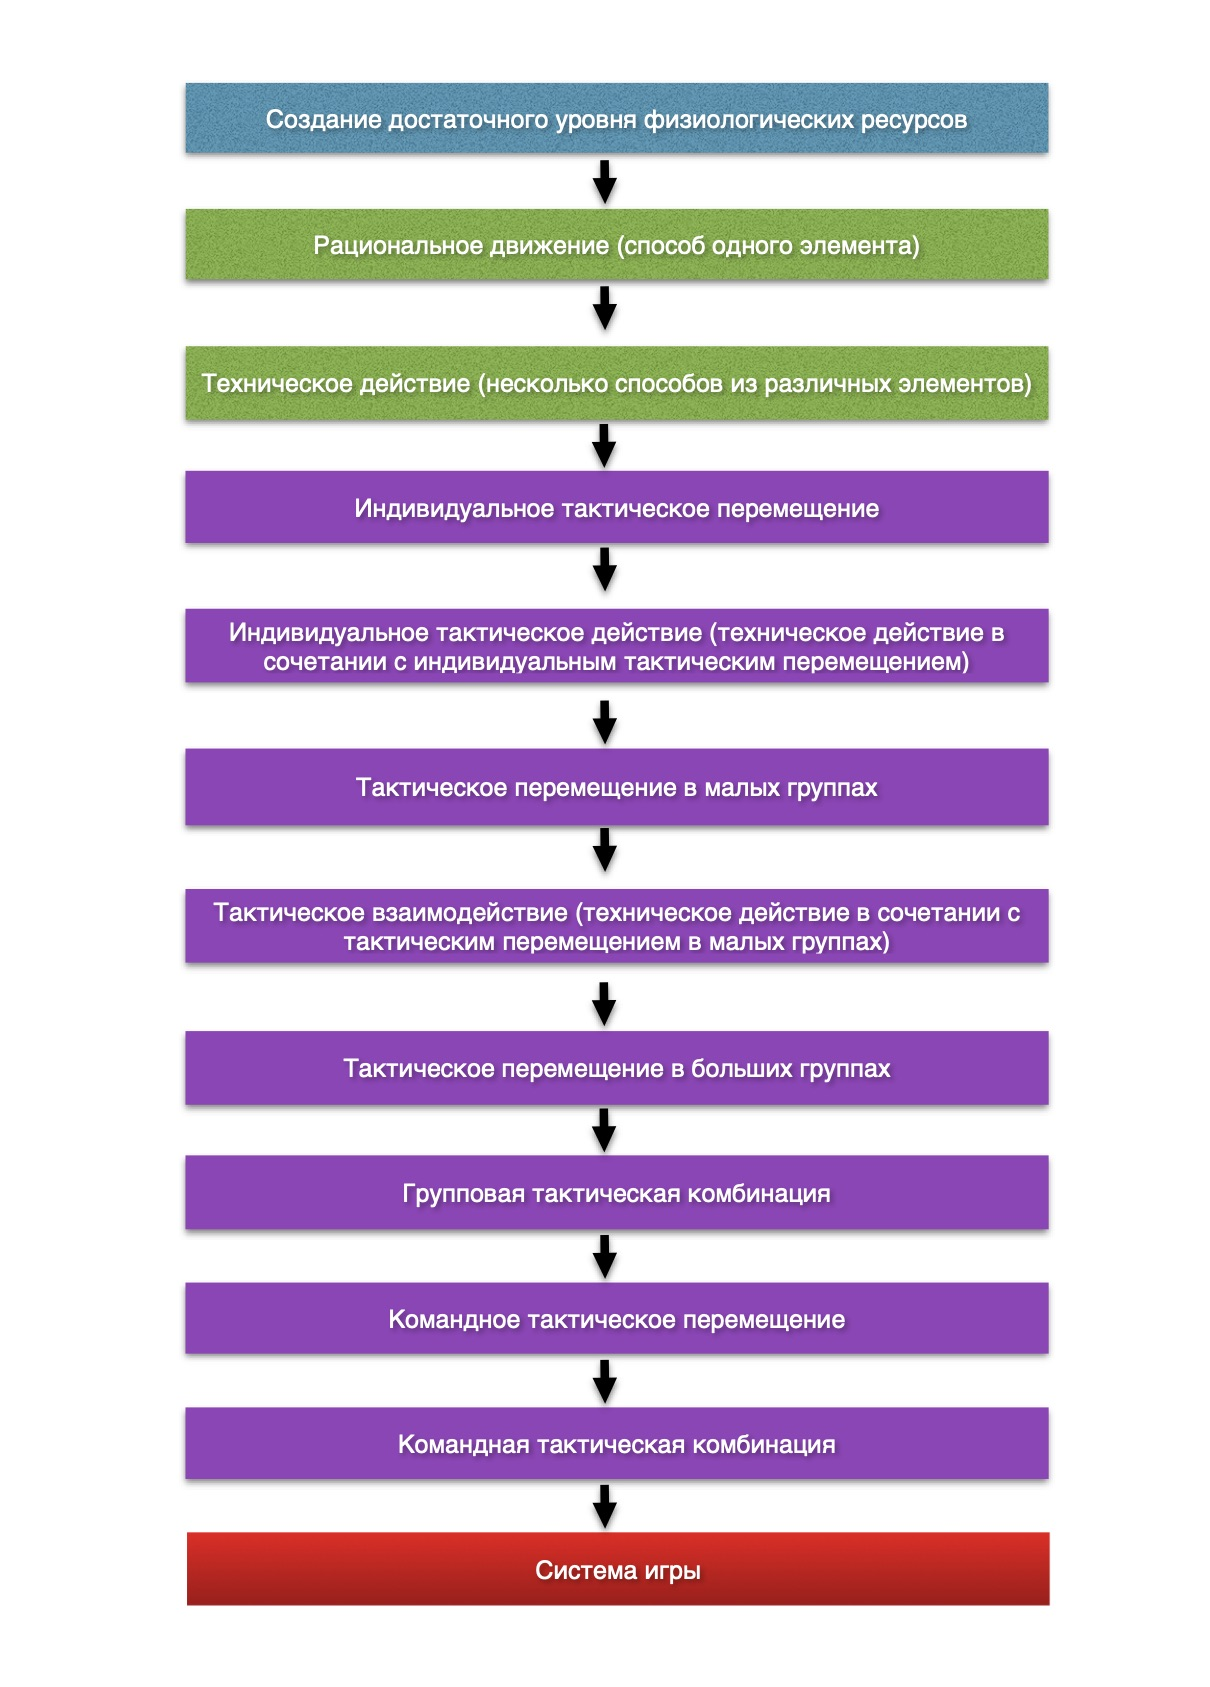 Создание достаточного уровня физиологических ресурсов
Рациональное движение (способ одного элемента)
Техническое действие (несколько способов из различных элементов)
Индивидуальное тактическое перемещение
Индивидуальное тактическое действие (техническое действие в
сочетании с индивидуальным тактическим перемещением)
Тактическое перемещение в малых группах
Тактическое взаимодействие (техническое действие в сочетании с
тактическим перемещением в малых группах)
Тактическое перемещение в больших группах
Групповая тактическая комбинация
Командное тактическое перемещение
Командная тактическая комбинация
Система игры